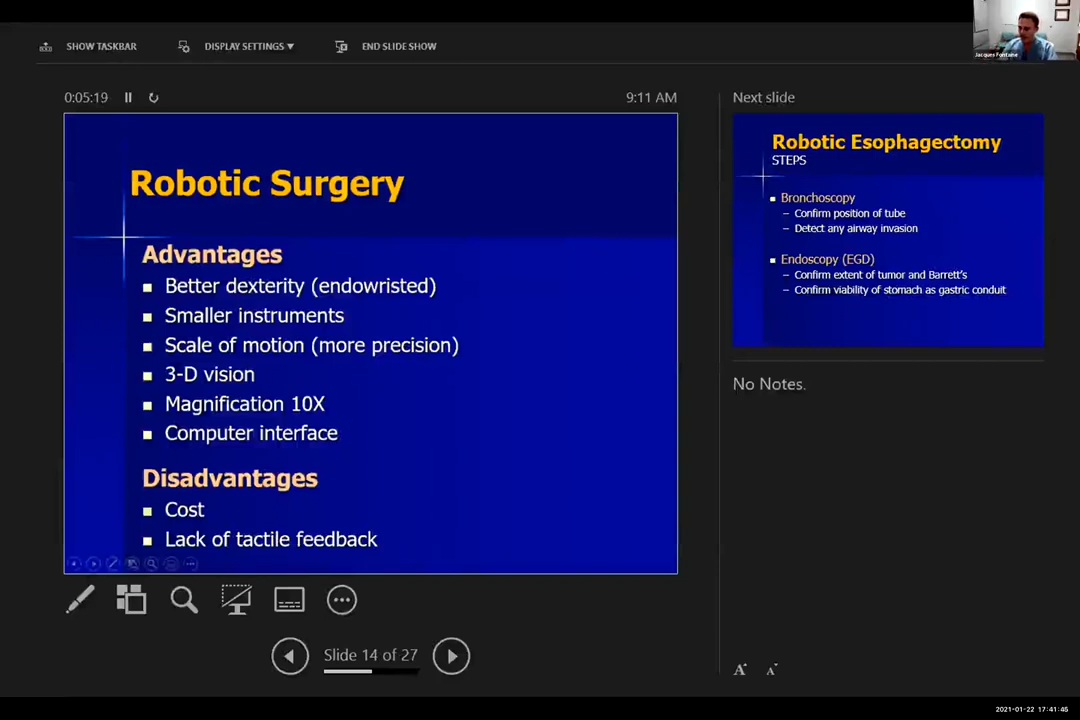 SHOW TASKBAR
DISPLAY SETTINGS ▼
END SLIDE SHOW
Jacques Fontaine
0:05:19
9:11 AM
Next slide
Robotic Surgery
Advantages
Better dexterity (endowristed)
Smaller instruments
Scale of motion (more precision)
3-D vision
Magnification 10X
Computer interface
Disadvantages
Cost
Lack of tactile feedback
Robotic Esophagectomy
STEPS
Bronchoscopy
– Confirm position of tube
– Detect any airway invasion
Endoscopy (EGD)
– Confirm extent of tumor and Barrett's
– Confirm viability of stomach as gastric conduit
No Notes.
Slide 14 of 27
A A
2021-01-22 17:41:45